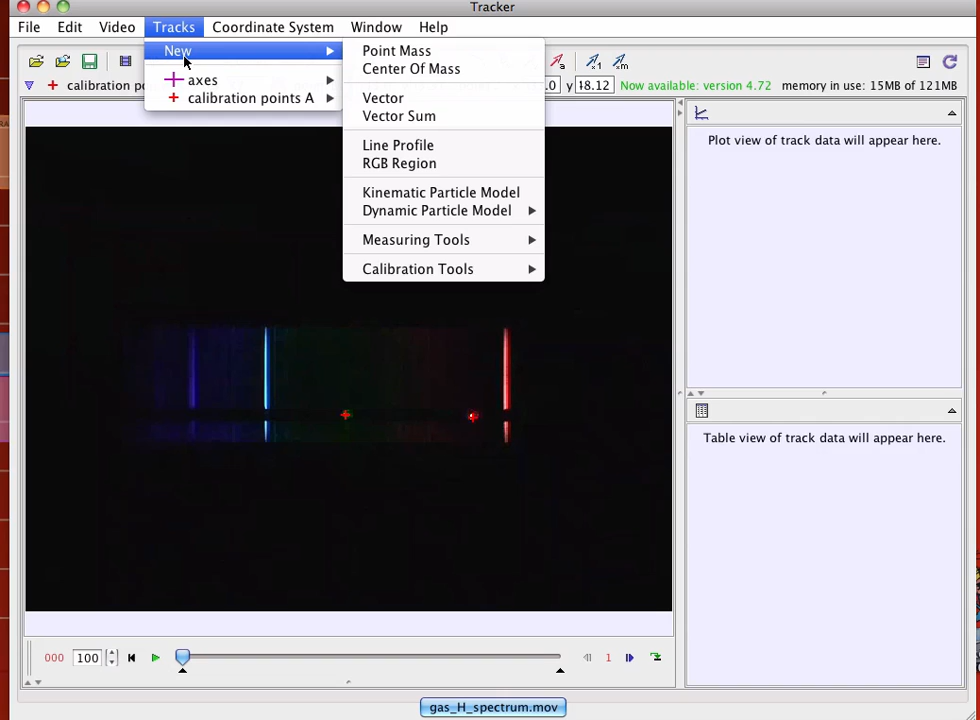 Tracker
File Edit Video Tracks Coordinate System Window Help
New
axes
calibration points A
Point Mass
Center Of Mass
Vector
Vector Sum
Line Profile
RGB Region
Kinematic Particle Model
Dynamic Particle Model
Measuring Tools
Calibration Tools
calibration po
.0 y 18.12 Now available: version 4.72 memory in use: 15MB of 121MB
Plot view of track data will appear here.
Table view of track data will appear here.
000 100 1
gas_H_spectrum.mov